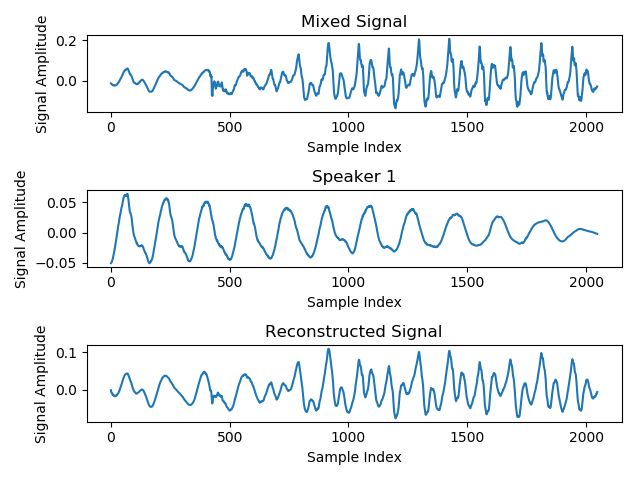 Mixed Signal
Signal Amplitude
0.2
0.0
0 500 1000 1500 2000
Sample Index
Speaker 1
Signal Amplitude
0.05
0.00
−0.05
0 500 1000 1500 2000
Sample Index
Reconstructed Signal
Signal Amplitude
0.1
0.0
0 500 1000 1500 2000
Sample Index